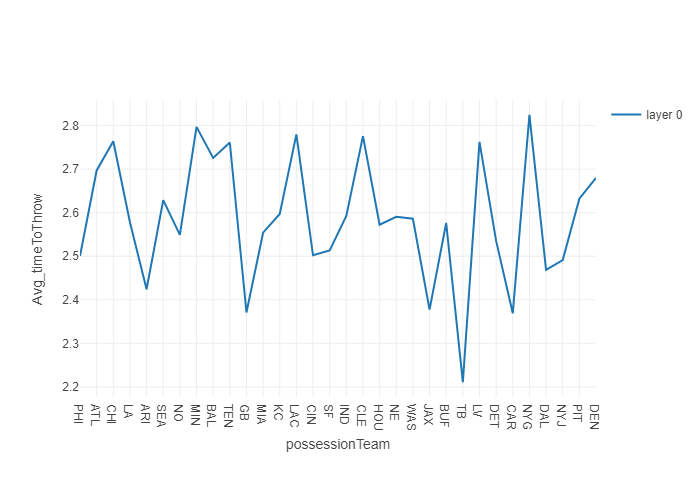 layer 0
2.8
2.7
2.6
2.5
2.4
2.3
2.2
Avg_timeToThrow
PHI
ATL
CHI
LA
ARI
SEA
NO
MIN
BAL
TEN
GB
MIA
KC
LAC
CIN
SF
IND
CLE
HOU
NE
WAS
JAX
BUF
TB
LV
DET
CAR
NYG
DAL
NYJ
PIT
DEN
possessionTeam